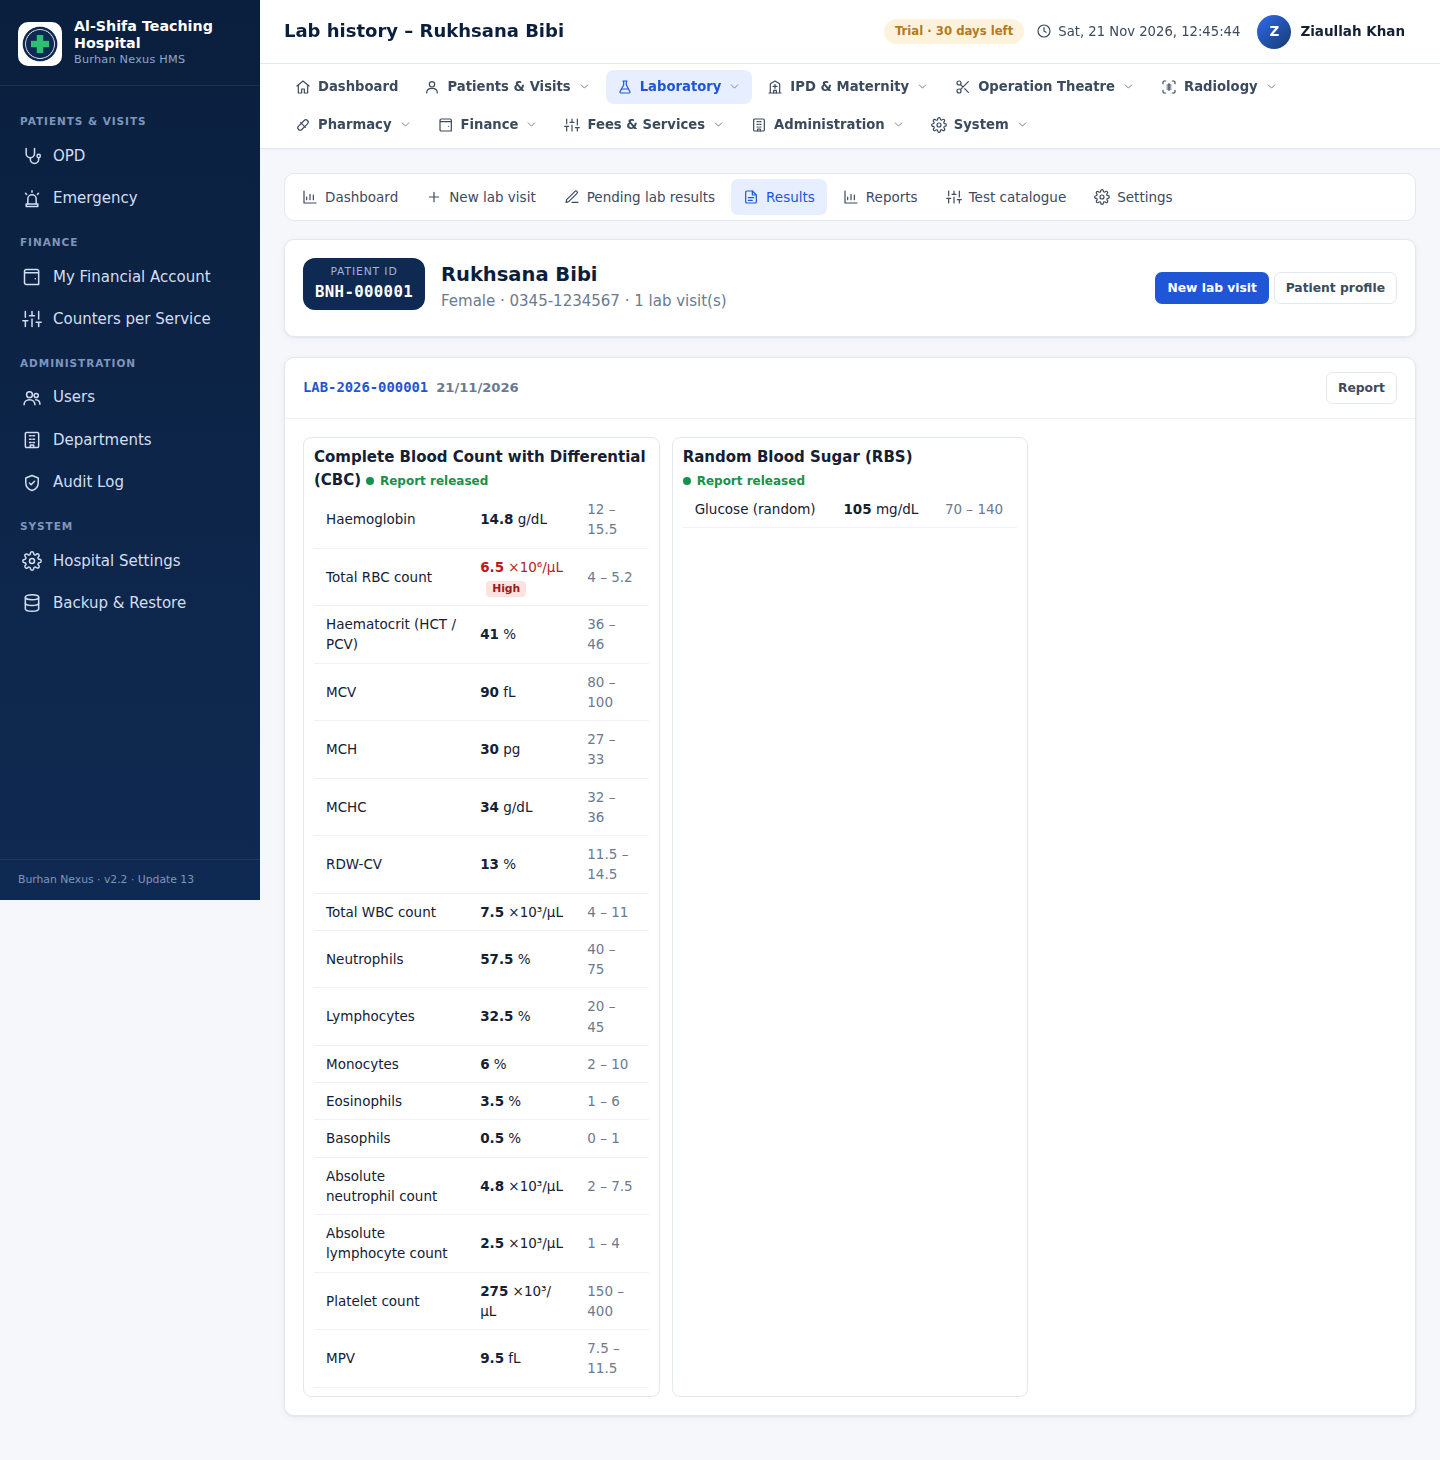 Al-Shifa Teaching
Hospital
Burhan Nexus HMS
PATIENTS & VISITS
OPD
Emergency
FINANCE
My Financial Account
Counters per Service
ADMINISTRATION
Users
Departments
Audit Log
SYSTEM
Hospital Settings
Backup & Restore
Burhan Nexus · v2.2 · Update 13
Lab history – Rukhsana Bibi
Trial · 30 days left
Sat, 21 Nov 2026, 12:45:44
Z
Ziaullah Khan
Dashboard Patients & Visits Laboratory IPD & Maternity Operation Theatre Radiology
Pharmacy Finance Fees & Services Administration System
Dashboard New lab visit Pending lab results Results Reports Test catalogue Settings
PATIENT ID
BNH-000001
Rukhsana Bibi
Female · 0345-1234567 · 1 lab visit(s)
New lab visit Patient profile
LAB-2026-000001 21/11/2026
Report
Complete Blood Count with Differential
(CBC) Report released
Haemoglobin 14.8 g/dL 12 –
15.5
Total RBC count 6.5 ×10⁶/µL High 4 – 5.2
Haematocrit (HCT /
PCV) 41 % 36 –
46
MCV 90 fL 80 –
100
MCH 30 pg 27 –
33
MCHC 34 g/dL 32 –
36
RDW-CV 13 % 11.5 –
14.5
Total WBC count 7.5 ×10³/µL 4 – 11
Neutrophils 57.5 % 40 –
75
Lymphocytes 32.5 % 20 –
45
Monocytes 6 % 2 – 10
Eosinophils 3.5 % 1 – 6
Basophils 0.5 % 0 – 1
Absolute
neutrophil count 4.8 ×10³/µL 2 – 7.5
Absolute
lymphocyte count 2.5 ×10³/µL 1 – 4
Platelet count 275 ×10³/
µL 150 –
400
MPV 9.5 fL 7.5 –
11.5
Random Blood Sugar (RBS)
Report released
Glucose (random) 105 mg/dL 70 – 140